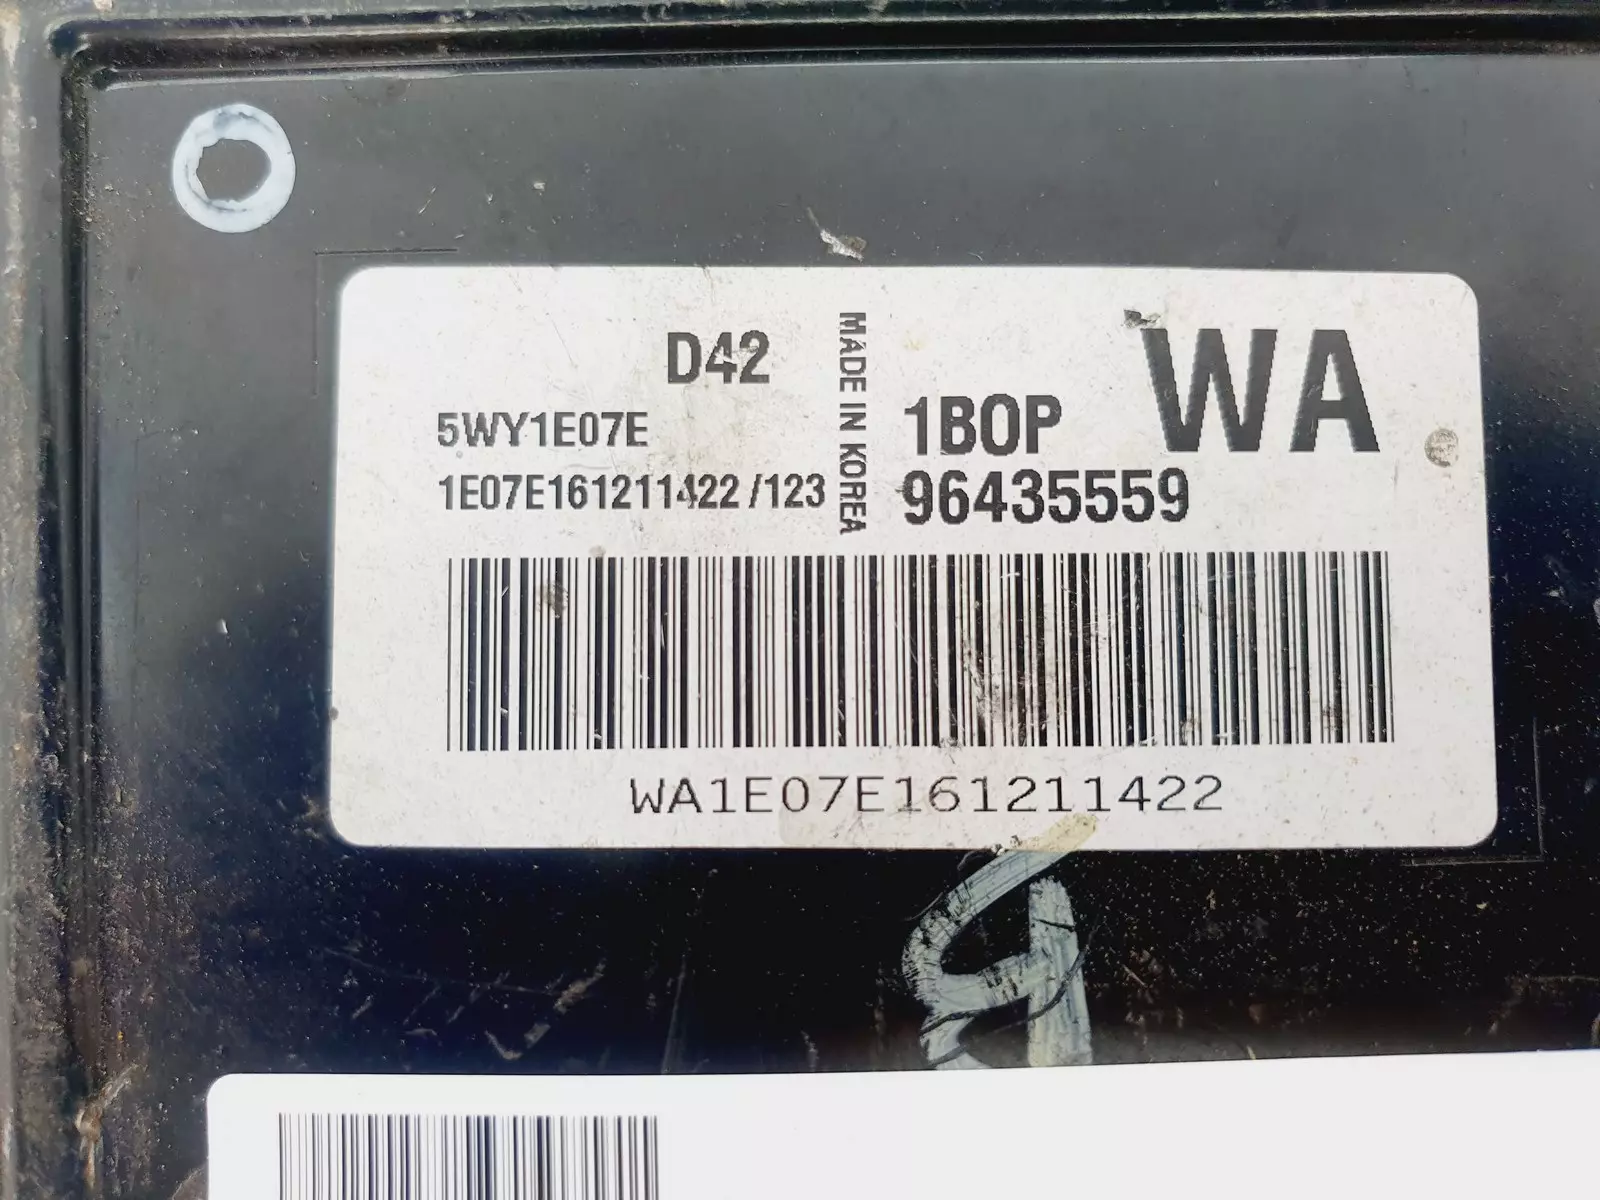 D42
5WY1E07E
1E07E161211422 /123
MADE IN KOREA
WA
1BOP
96435559
WA1E07E161211422